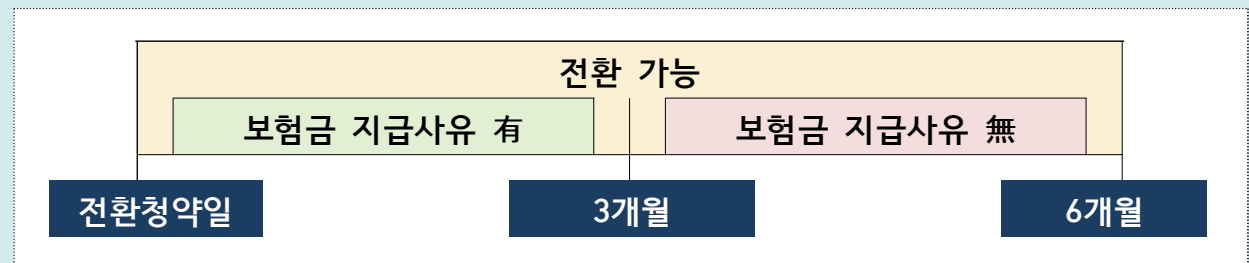 전환 가능
보험금 지급사유 有 보험금 지급사유 無
전환청약일 3개월 6개월